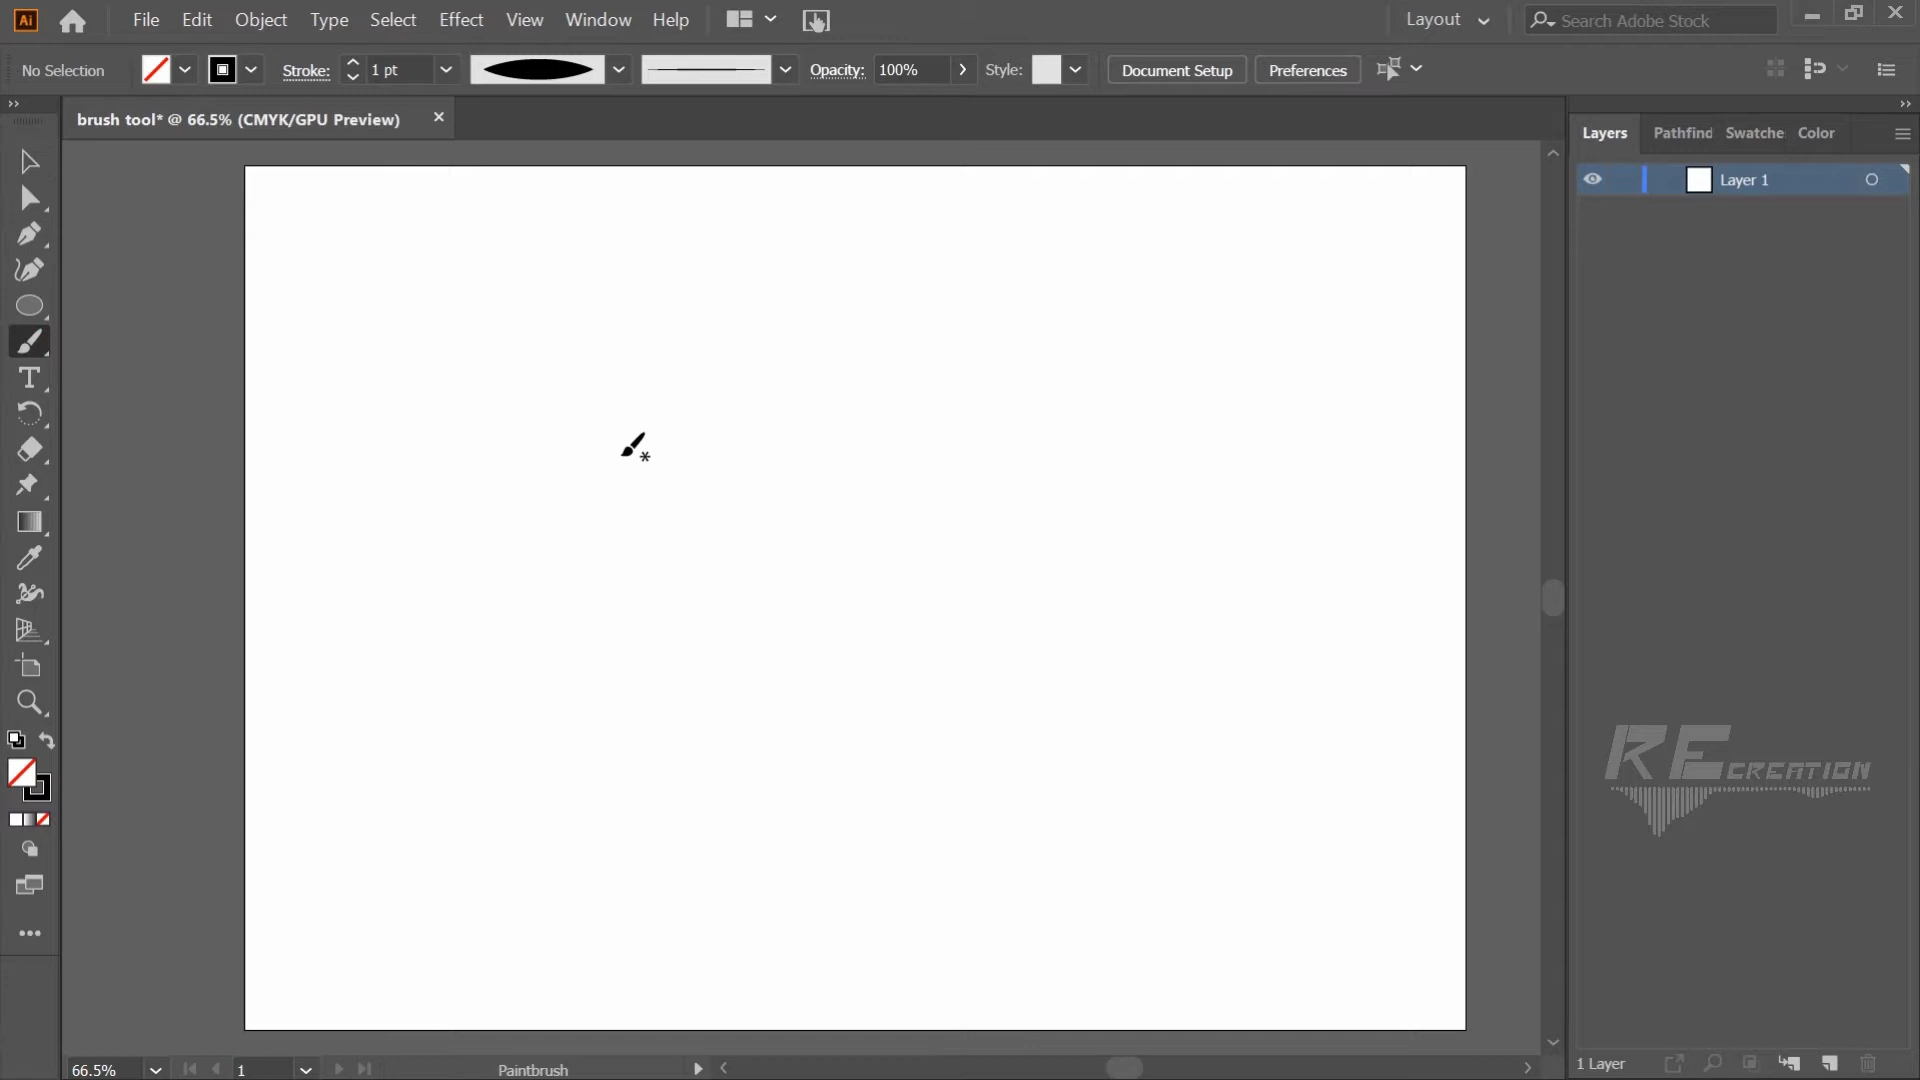 Ai File Edit Object Type Select Effect View Window Help Layout Search Adobe Stock
No Selection Stroke: 1 pt Opacity: 100% Style: Document Setup Preferences
brush tool* @ 66.5% (CMYK/GPU Preview)
Layers Pathfind Swatche Color
Layer 1
RE CREATION
1 Layer
66.5% 1 Paintbrush